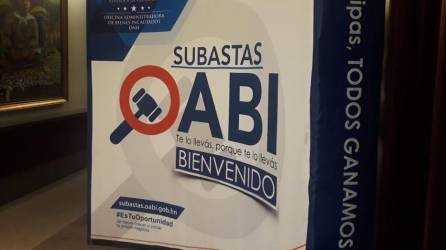 OFICINA ADMINISTRADORA
DE BIENES INCAUTADOS
OABI
SUBASTAS
OABI
Te lo llevás, porque te lo llevás
BIENVENIDO
subastas.oabi.gob.hn
#EsTuOportunidad
ipas, TODOS GANAMOS